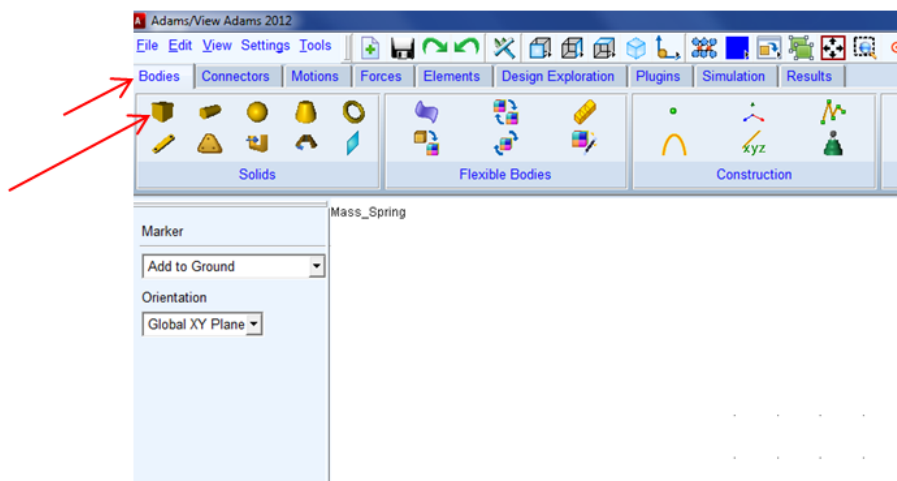 Adams/View Adams 2012
File Edit View Settings Tools
Bodies Connectors Motions Forces Elements Design Exploration Plugins Simulation Results
xyz
Solids Flexible Bodies Construction
Mass_Spring
Marker
Add to Ground
Orientation
Global XY Plane